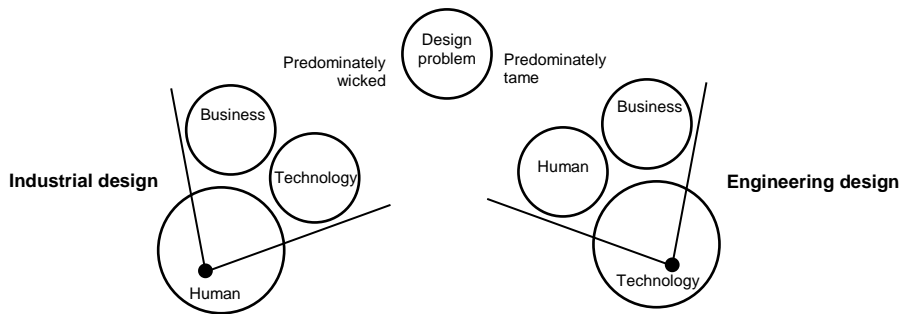 Design
problem
Predominately
wicked
Predominately
tame
Business
Technology
Industrial design
Human
Business
Human
Engineering design
Technology